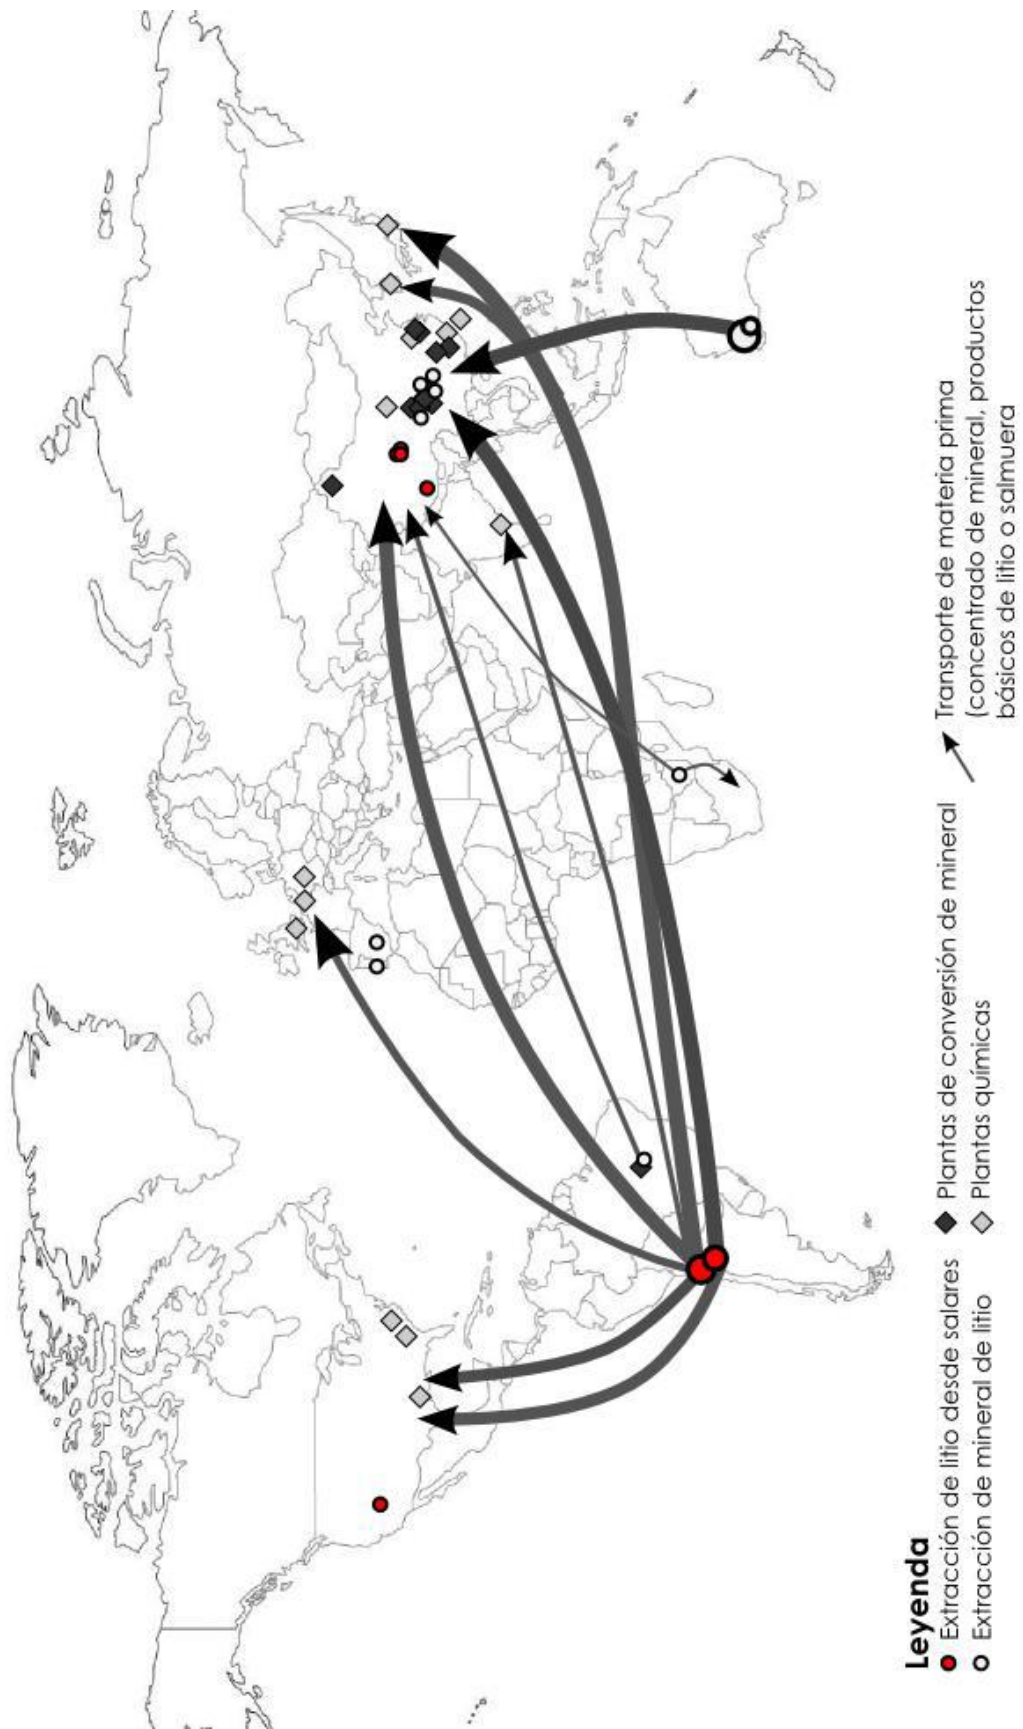 Leyenda
Extracción de litio desde salares
Extracción de mineral de litio
Plantas de conversión de mineral
Plantas químicas
Transporte de materia prima
(concentrado de mineral, productos
básicos de litio o salmuera